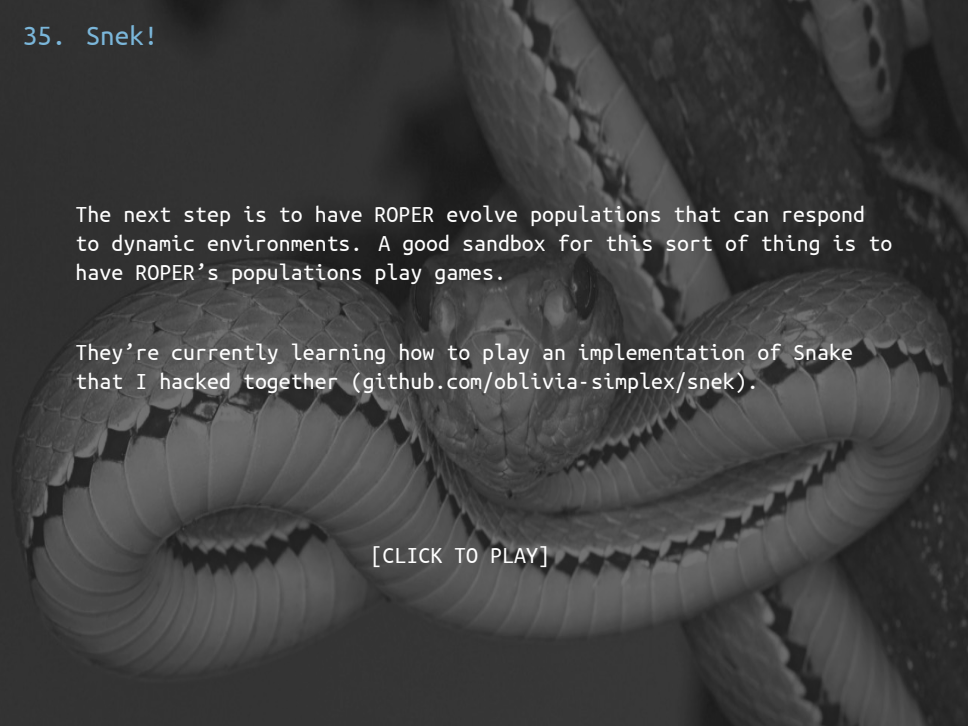 35. Snek!
The next step is to have ROPER evolve populations that can respond
to dynamic environments. A good sandbox for this sort of thing is to
have ROPER’s populations play games.
They’re currently learning how to play an implementation of Snake
that I hacked together (github.com/oblivia-simplex/snek).
[CLICK TO PLAY]